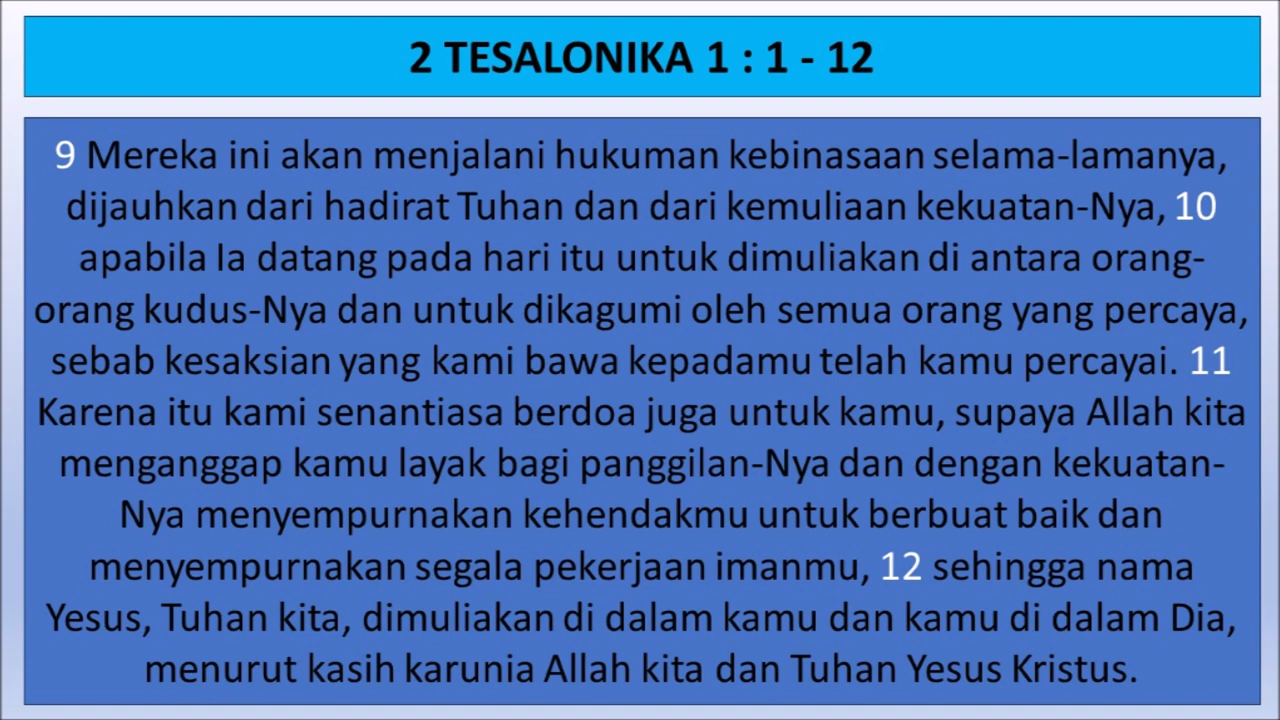 2 TESALONIKA 1 : 1 - 12
9 Mereka ini akan menjalani hukuman kebinasaan selama-lamanya,
dijauhkan dari hadirat Tuhan dan dari kemuliaan kekuatan-Nya, 10
apabila Ia datang pada hari itu untuk dimuliakan di antara orang-
orang kudus-Nya dan untuk dikagumi oleh semua orang yang percaya,
sebab kesaksian yang kami bawa kepadamu telah kamu percayai. 11
Karena itu kami senantiasa berdoa juga untuk kamu, supaya Allah kita
menganggap kamu layak bagi panggilan-Nya dan dengan kekuatan-
Nya menyempurnakan kehendakmu untuk berbuat baik dan
menyempurnakan segala pekerjaan imanmu, 12 sehingga nama
Yesus, Tuhan kita, dimuliakan di dalam kamu dan kamu di dalam Dia,
menurut kasih karunia Allah kita dan Tuhan Yesus Kristus.